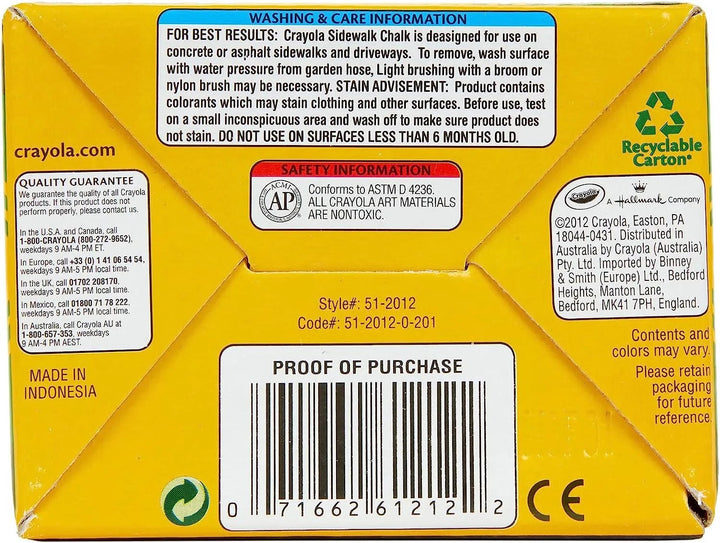 WASHING & CARE INFORMATION
FOR BEST RESULTS: Crayola Sidewalk Chalk is deasigned for use on
concrete or asphalt sidewalks and driveways. To remove, wash surface
with water pressure from garden hose, Light brushing with a broom or
nylon brush may be necessary. STAIN ADVISEMENT: Product contains
colorants which may stain clothing and other surfaces. Before use, test
on a small inconspicuous area and wash off to make sure product does
not stain. DO NOT USE ON SURFACES LESS THAN 6 MONTHS OLD.
crayola.com
QUALITY GUARANTEE
We guarantee the quality of all Crayola
products. If this product does not
perform properly, please contact us.
In the U.S.A. and Canada, call
1-800-CRAYOLA (800-272-9652),
weekdays 9 AM-4 PM ET.
In Europe, call +33 (0) 1 41 06 54 54,
weekdays 9 AM-5 PM local time.
In the UK, call 01702 208170,
weekdays 9 AM-5 PM local time.
In Mexico, call 01800 71 78 222,
weekdays 9 AM-5 PM local time.
In Australia, call Crayola AU at
1-800-657-353, weekdays
9 AM-4 PM AEST.
MADE IN
INDONESIA
SAFETY INFORMATION
ACMI
AP
Conforms to ASTM D 4236.
ALL CRAYOLA ART MATERIALS
ARE NONTOXIC.
Style#: 51-2012
Code#: 51-2012-0-201
PROOF OF PURCHASE
0 71662 61212 2
CE
Recyclable
Carton*
Crayola
A Hallmark Company
©2012 Crayola, Easton, PA
18044-0431. Distributed in
Australia by Crayola (Australia)
Pty. Ltd. Imported by Binney
& Smith (Europe) Ltd., Bedford
Heights, Manton Lane,
Bedford, MK41 7PH, England.
Contents and
colors may vary.
Please retain
packaging
for future
reference.